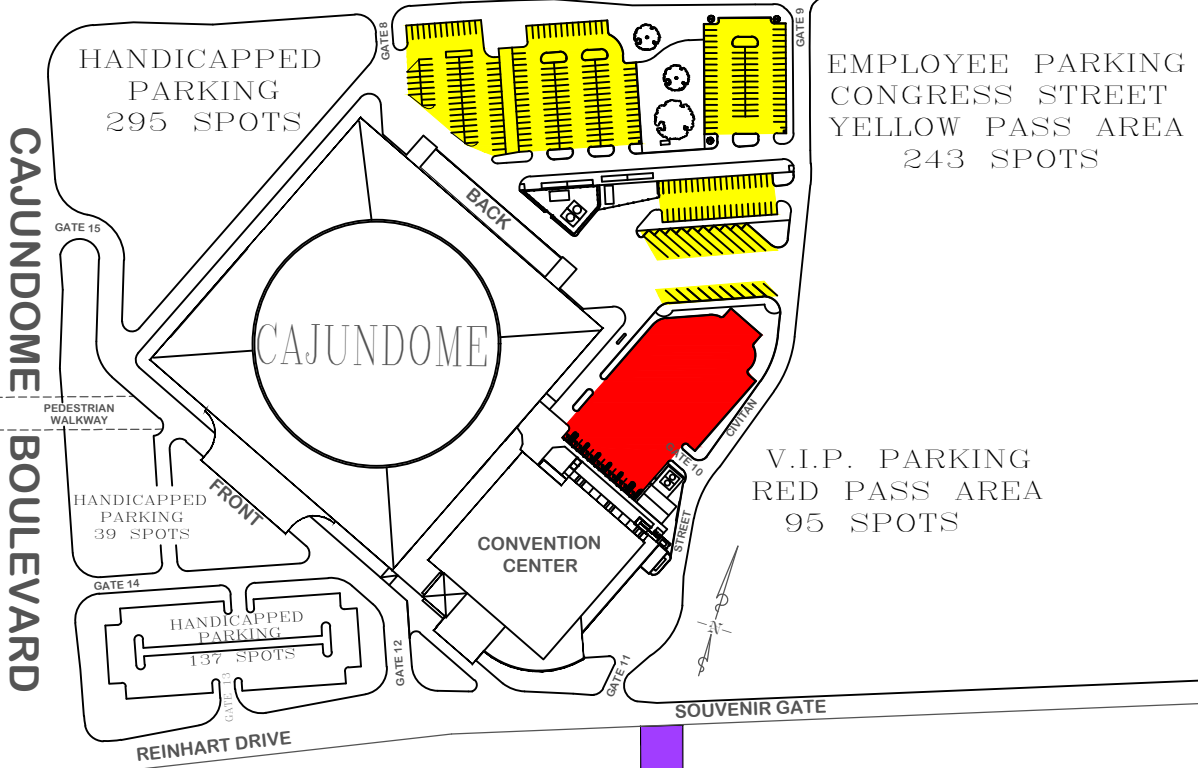 GATE 8
GATE 9
HANDICAPPED
PARKING
295 SPOTS
EMPLOYEE PARKING
CONGRESS STREET
YELLOW PASS AREA
243 SPOTS
CAJUNDOME BOULEVARD
GATE 15
BACK
CAJUNDOME
PEDESTRIAN
WALKWAY
CIVITAN
STREET
GATE 10
V.I.P. PARKING
RED PASS AREA
95 SPOTS
HANDICAPPED
PARKING
39 SPOTS
FRONT
CONVENTION
CENTER
GATE 14
HANDICAPPED
PARKING
137 SPOTS
N
GATE 12
GATE 11
GATE 13
SOUVENIR GATE
REINHART DRIVE